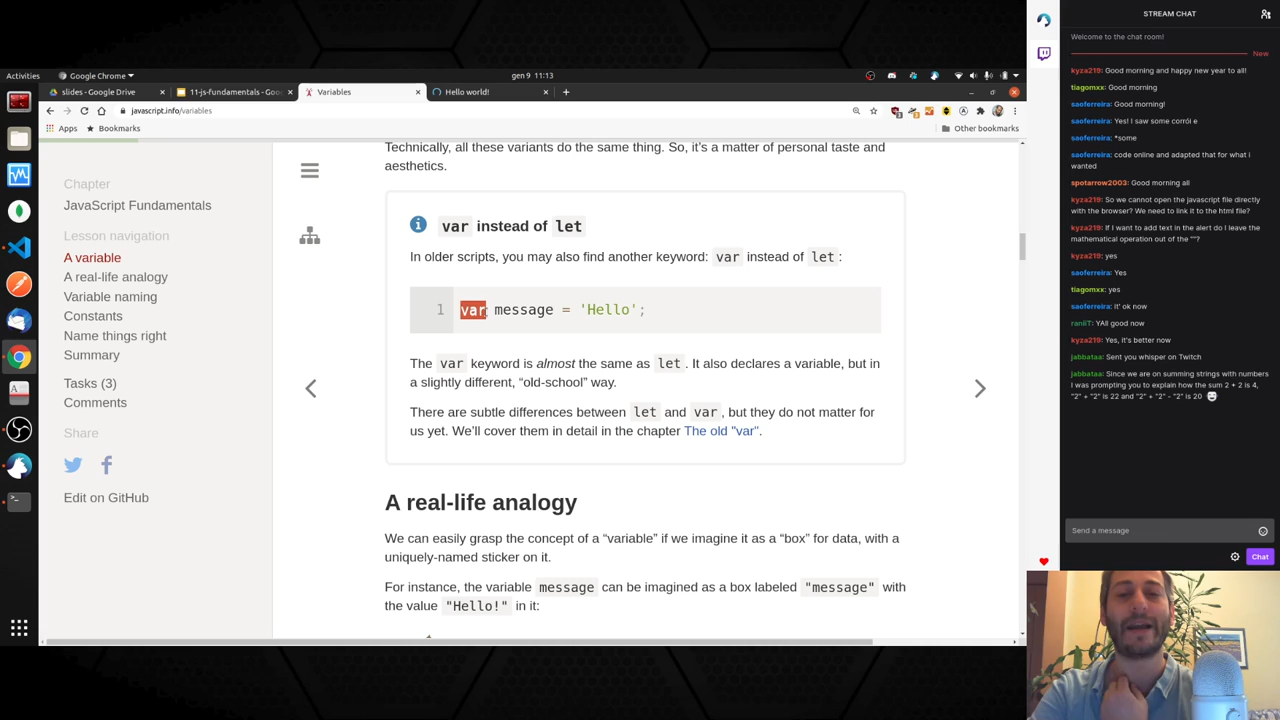 Activities
Google Chrome
gen 9 11:13
slides - Google Drive
11-js-fundamentals - Goo
Variables
Hello world!
javascript.info/variables
Apps
Bookmarks
Other bookmarks
Chapter
JavaScript Fundamentals
Lesson navigation
A variable
A real-life analogy
Variable naming
Constants
Name things right
Summary
Tasks (3)
Comments
Share
Edit on GitHub
Technically, all these variants do the same thing. So, it's a matter of personal taste and
aesthetics.
var instead of let
In older scripts, you may also find another keyword: var instead of let :
1 var message = 'Hello';
The var keyword is almost the same as let. It also declares a variable, but in
a slightly different, “old-school” way.
There are subtle differences between let and var, but they do not matter for
us yet. We’ll cover them in detail in the chapter The old "var".
A real-life analogy
We can easily grasp the concept of a “variable” if we imagine it as a “box” for data, with a
uniquely-named sticker on it.
For instance, the variable message can be imagined as a box labeled "message" with
the value "Hello!" in it:
STREAM CHAT
Welcome to the chat room!
New
kyza219: Good morning and happy new year to all!
tiagomxx: Good morning
saoferreira: Good morning!
saoferreira: Yes! I saw some corrói e
saoferreira: *some
saoferreira: code online and adapted that for what I
wanted
spotarrow2003: Good morning all
kyza219: So we cannot open the javascript file directly
with the browser? We need to link it to the html file?
kyza219: If I want to add text in the alert do I leave the
mathematical operation out of the ""?
kyza219: yes
saoferreira: Yes
tiagomxx: yes
saoferreira: it' ok now
raniiT: YAll good now
kyza219: Yes, it's better now
jabbataa: Sent you whisper on Twitch
jabbataa: Since we are on summing strings with numbers
I was prompting you to explain how the sum 2 + 2 is 4,
"2" + "2" is 22 and "2" + "2" - "2" is 20
Send a message
Chat